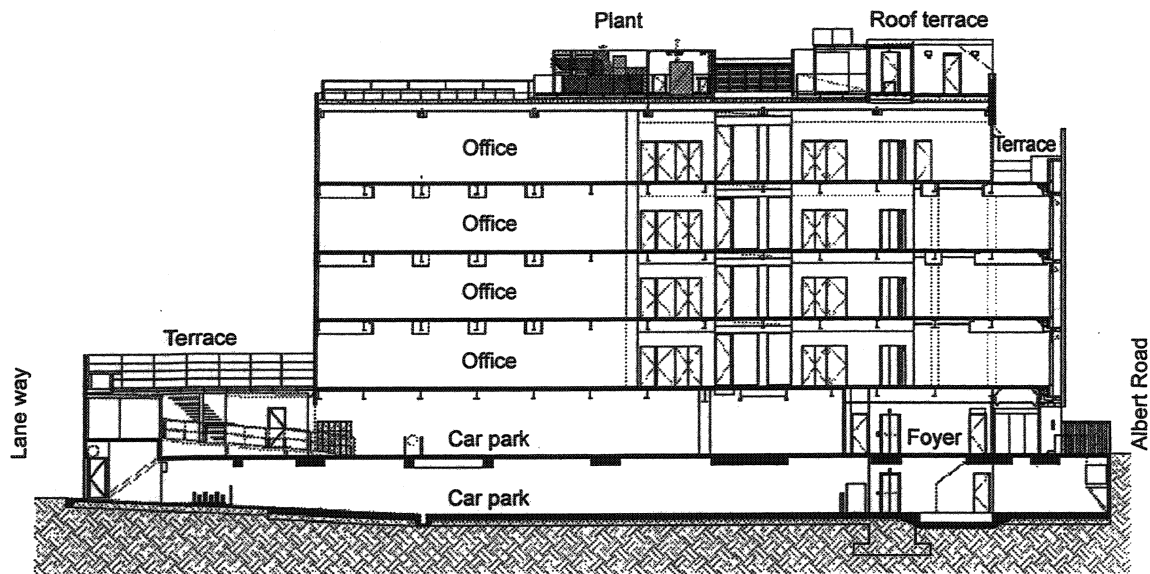 Plant
Roof terrace
Office
Terrace
Office
Office
Terrace
Office
Lane way
Albert Road
Car park
Foyer
Car park